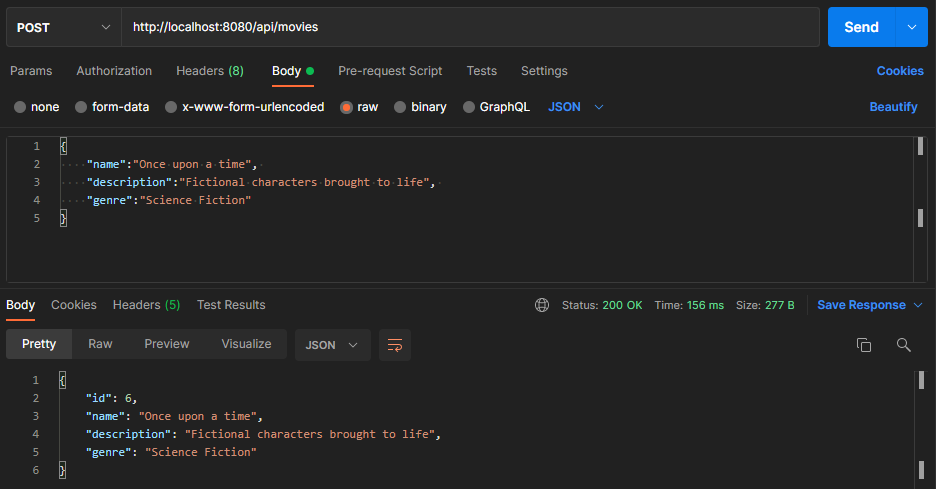 POST http://localhost:8080/api/movies Send
Params Authorization Headers (8) Body Pre-request Script Tests Settings Cookies
none form-data x-www-form-urlencoded raw binary GraphQL JSON Beautify
1 {
2 "name":"Once upon a time",
3 "description":"Fictional characters brought to life",
4 "genre":"Science Fiction"
5 }
Body Cookies Headers (5) Test Results Status: 200 OK Time: 156 ms Size: 277 B Save Response
Pretty Raw Preview Visualize JSON
1 {
2 "id": 6,
3 "name": "Once upon a time",
4 "description": "Fictional characters brought to life",
5 "genre": "Science Fiction"
6 }